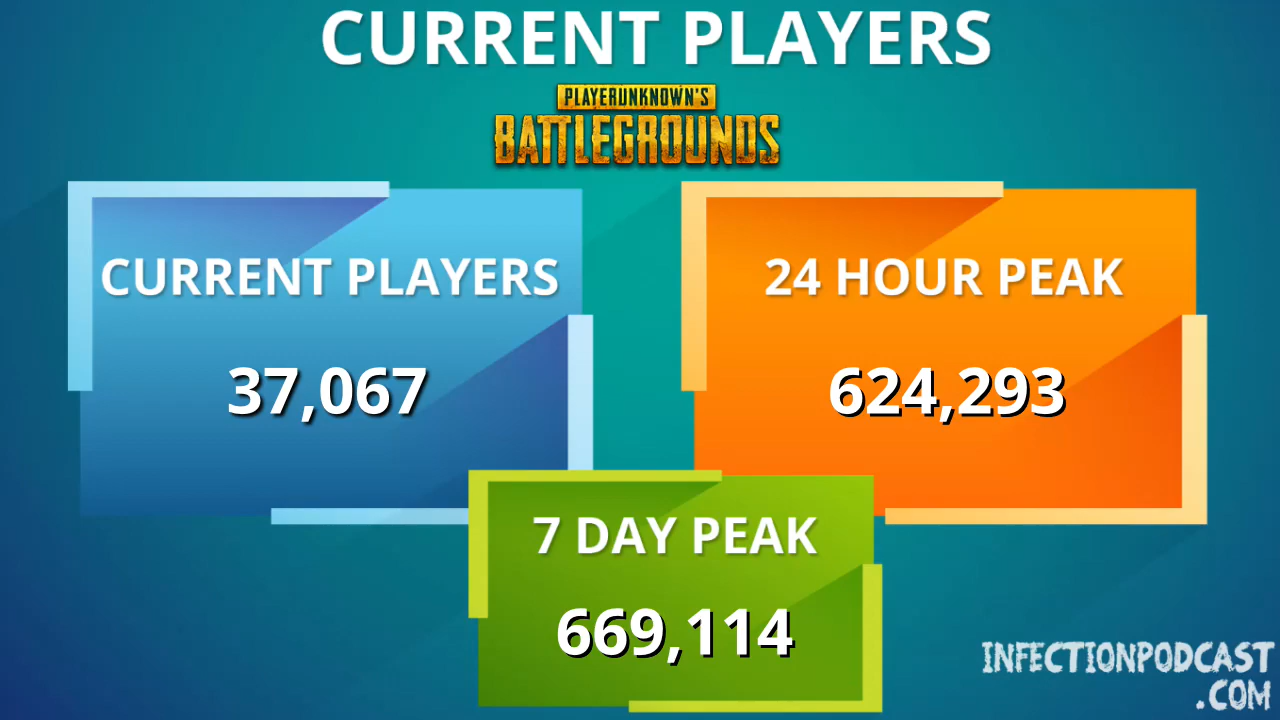 CURRENT PLAYERS
PLAYERUNKNOWN'S
BATTLEGROUNDS
CURRENT PLAYERS
37,067
24 HOUR PEAK
624,293
7 DAY PEAK
669,114
INFECTIONPODCAST
.COM